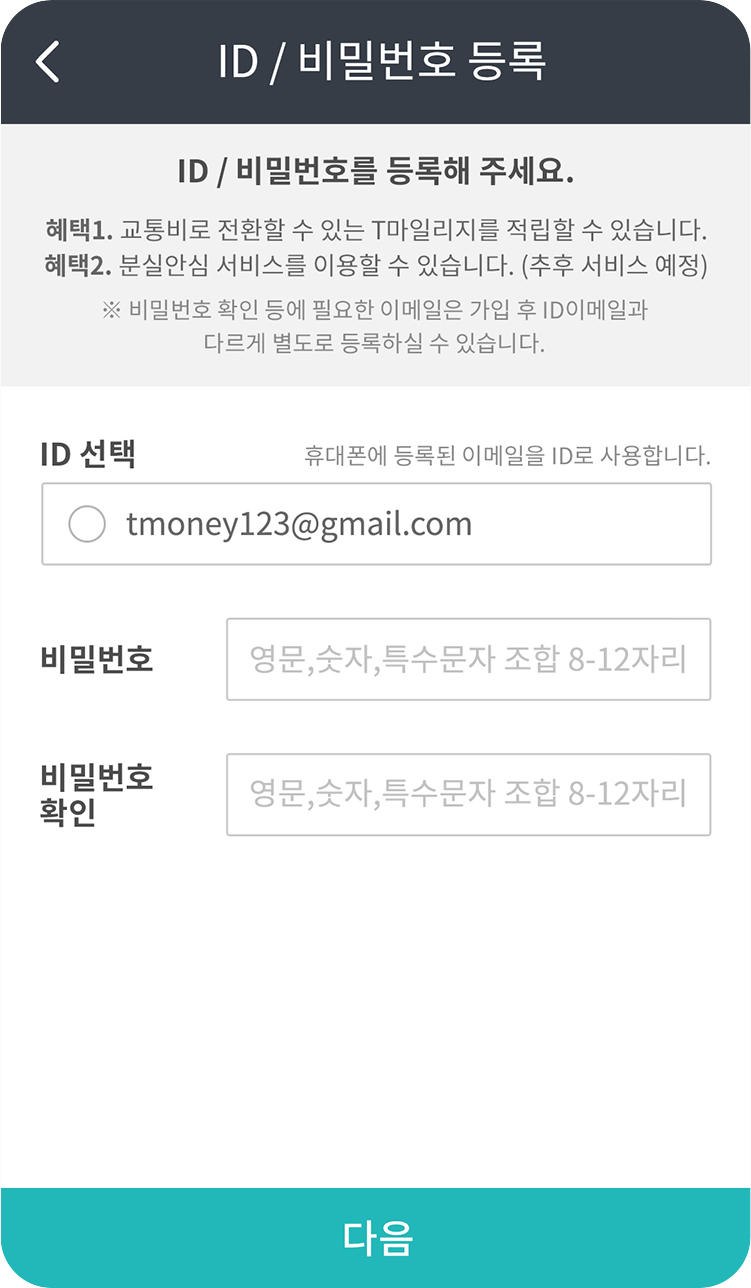 ID / 비밀번호 등록
ID / 비밀번호를 등록해 주세요.
혜택1. 교통비로 전환할 수 있는 T마일리지를 적립할 수 있습니다.
혜택2. 분실안심 서비스를 이용할 수 있습니다. (추후 서비스 예정)
※ 비밀번호 확인 등에 필요한 이메일은 가입 후 ID이메일과
다르게 별도로 등록하실 수 있습니다.
ID 선택 휴대폰에 등록된 이메일을 ID로 사용합니다.
tmoney123@gmail.com
비밀번호 영문,숫자,특수문자 조합 8-12자리
비밀번호
확인 영문,숫자,특수문자 조합 8-12자리
다음